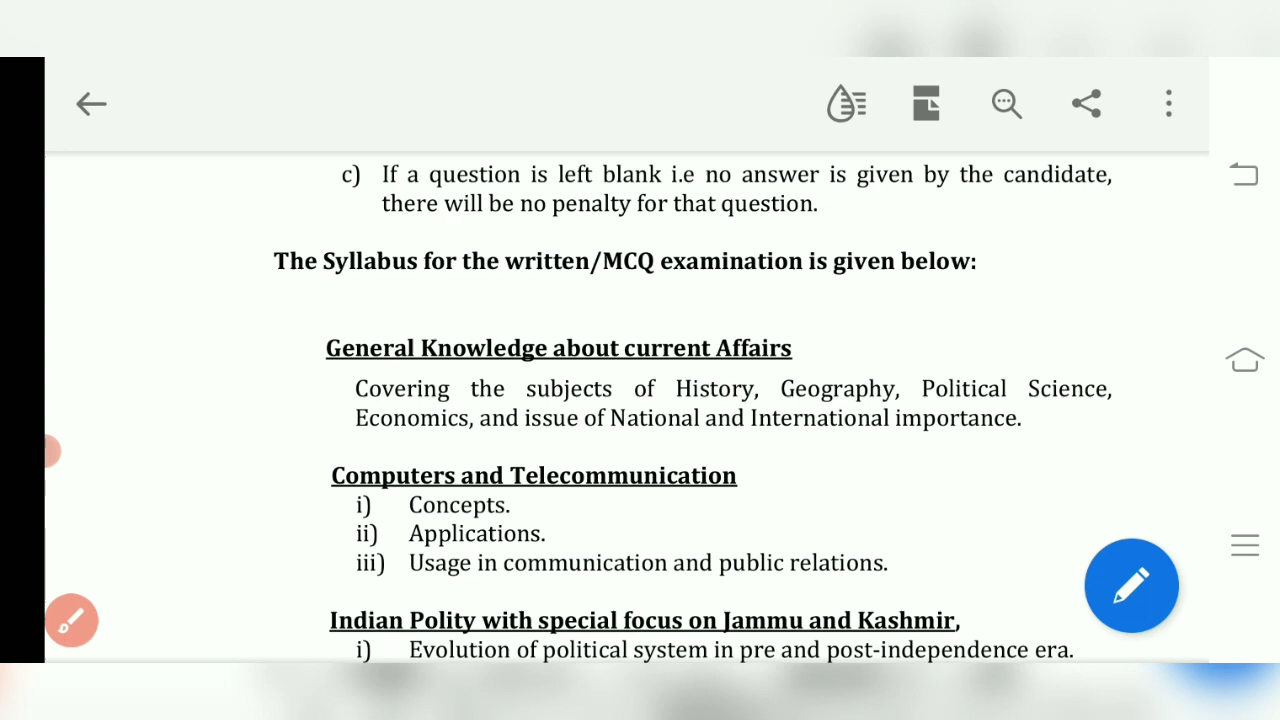 c) If a question is left blank i.e no answer is given by the candidate,
there will be no penalty for that question.
The Syllabus for the written/MCQ examination is given below:
General Knowledge about current Affairs
Covering the subjects of History, Geography, Political Science,
Economics, and issue of National and International importance.
Computers and Telecommunication
i) Concepts.
ii) Applications.
iii) Usage in communication and public relations.
Indian Polity with special focus on Jammu and Kashmir,
i) Evolution of political system in pre and post-independence era.